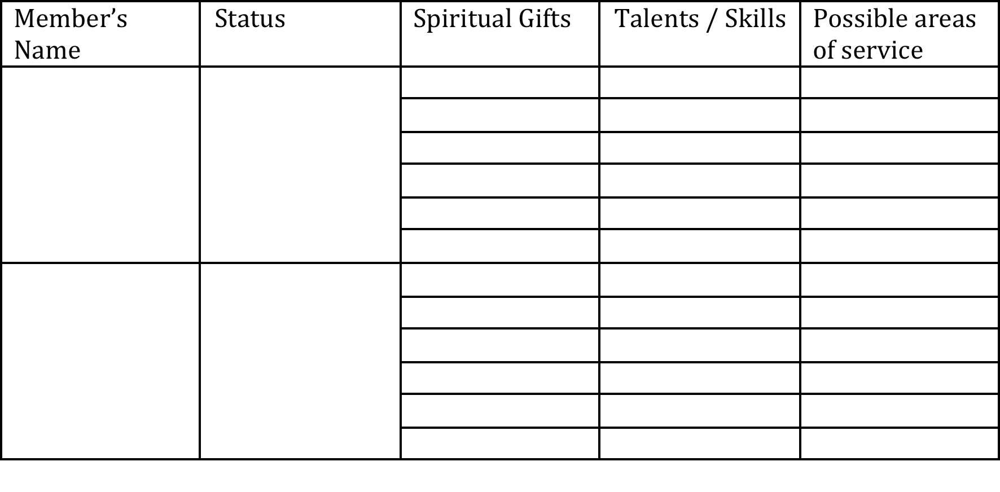 Member’s
Name
Status
Spiritual Gifts
Talents / Skills
Possible areas
of service